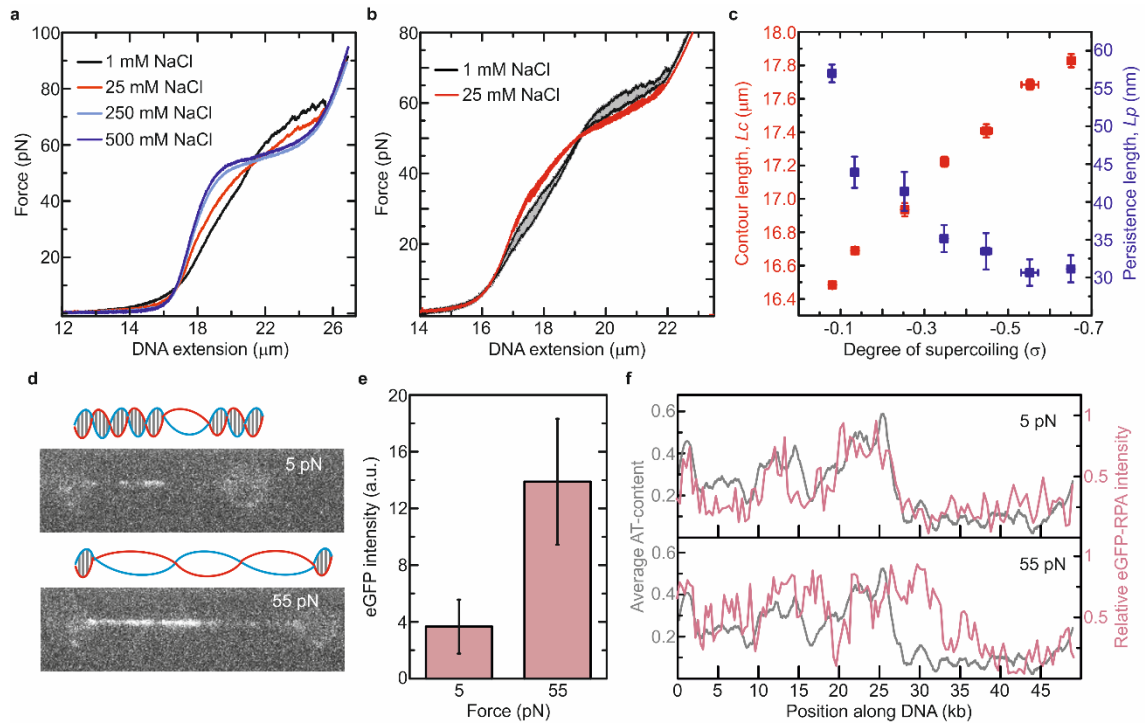 a
100
80
60
40
20
0
Force (pN)
1 mM NaCl
25 mM NaCl
250 mM NaCl
500 mM NaCl
12 14 16 18 20 22 24 26
DNA extension (μm)
b
80
60
40
20
Force (pN)
1 mM NaCl
25 mM NaCl
14 16 18 20 22
DNA extension (μm)
c
18.0
17.8
17.6
17.4
17.2
17.0
16.8
16.6
16.4
Contour length, Lc (μm)
60
55
50
45
40
35
30
Persistence length, Lp (nm)
-0.1 -0.3 -0.5 -0.7
Degree of supercoiling (σ)
d
5 pN
55 pN
e
20
16
12
8
4
0
eGFP intensity (a.u.)
5 55
Force (pN)
f
0.6
0.4
0.2
5 pN
1
0.5
0.6
0.4
0.2
55 pN
1
0.5
Average AT-content
Relative eGFP-RPA intensity
0 5 10 15 20 25 30 35 40 45
Position along DNA (kb)